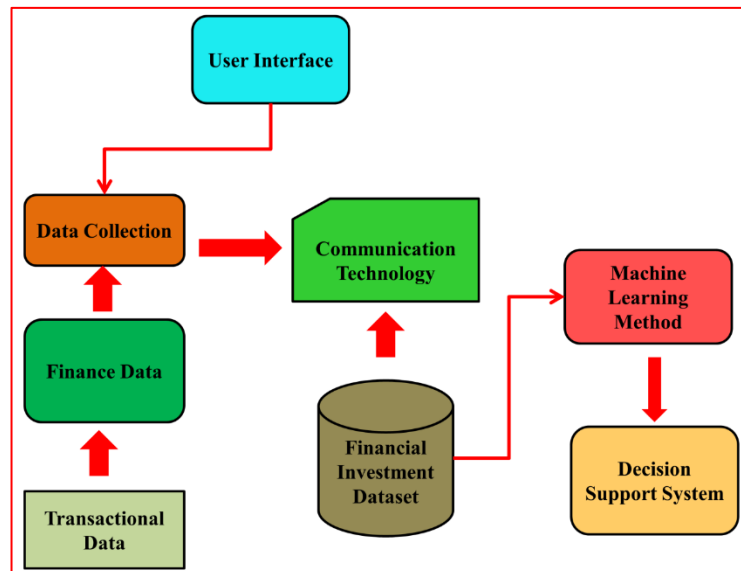 User Interface
Data Collection
Communication
Technology
Machine
Learning
Method
Finance Data
Financial
Investment
Dataset
Decision
Support System
Transactional
Data